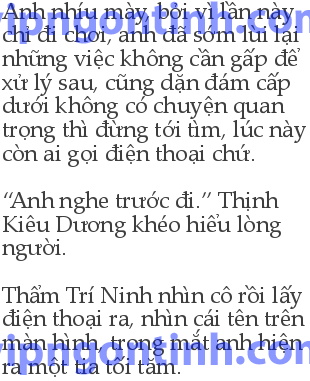 Anh nhíu mày, bởi vì lần này
chỉ đi chơi, anh đã sớm lùi lại
những việc không cần gấp để
xử lý sau, cũng dặn đám cấp
dưới không có chuyện quan
trọng thì đừng tới tìm, lúc này
còn ai gọi điện thoại chứ.
“Anh nghe trước đi.” Thịnh
Kiêu Dương khéo hiểu lòng
người.
Thẩm Trí Ninh nhìn cô rồi lấy
điện thoại ra, nhìn cái tên trên
màn hình, trong mắt anh hiện
ra một tia tối tăm.